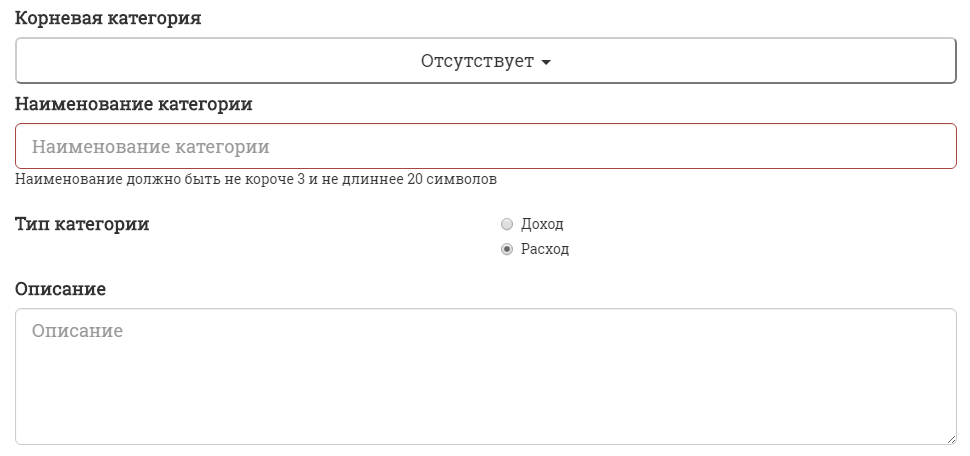 Корневая категория
Отсутствует
Наименование категории
Наименование категории
Наименование должно быть не короче 3 и не длиннее 20 символов
Тип категории
Доход
Расход
Описание
Описание